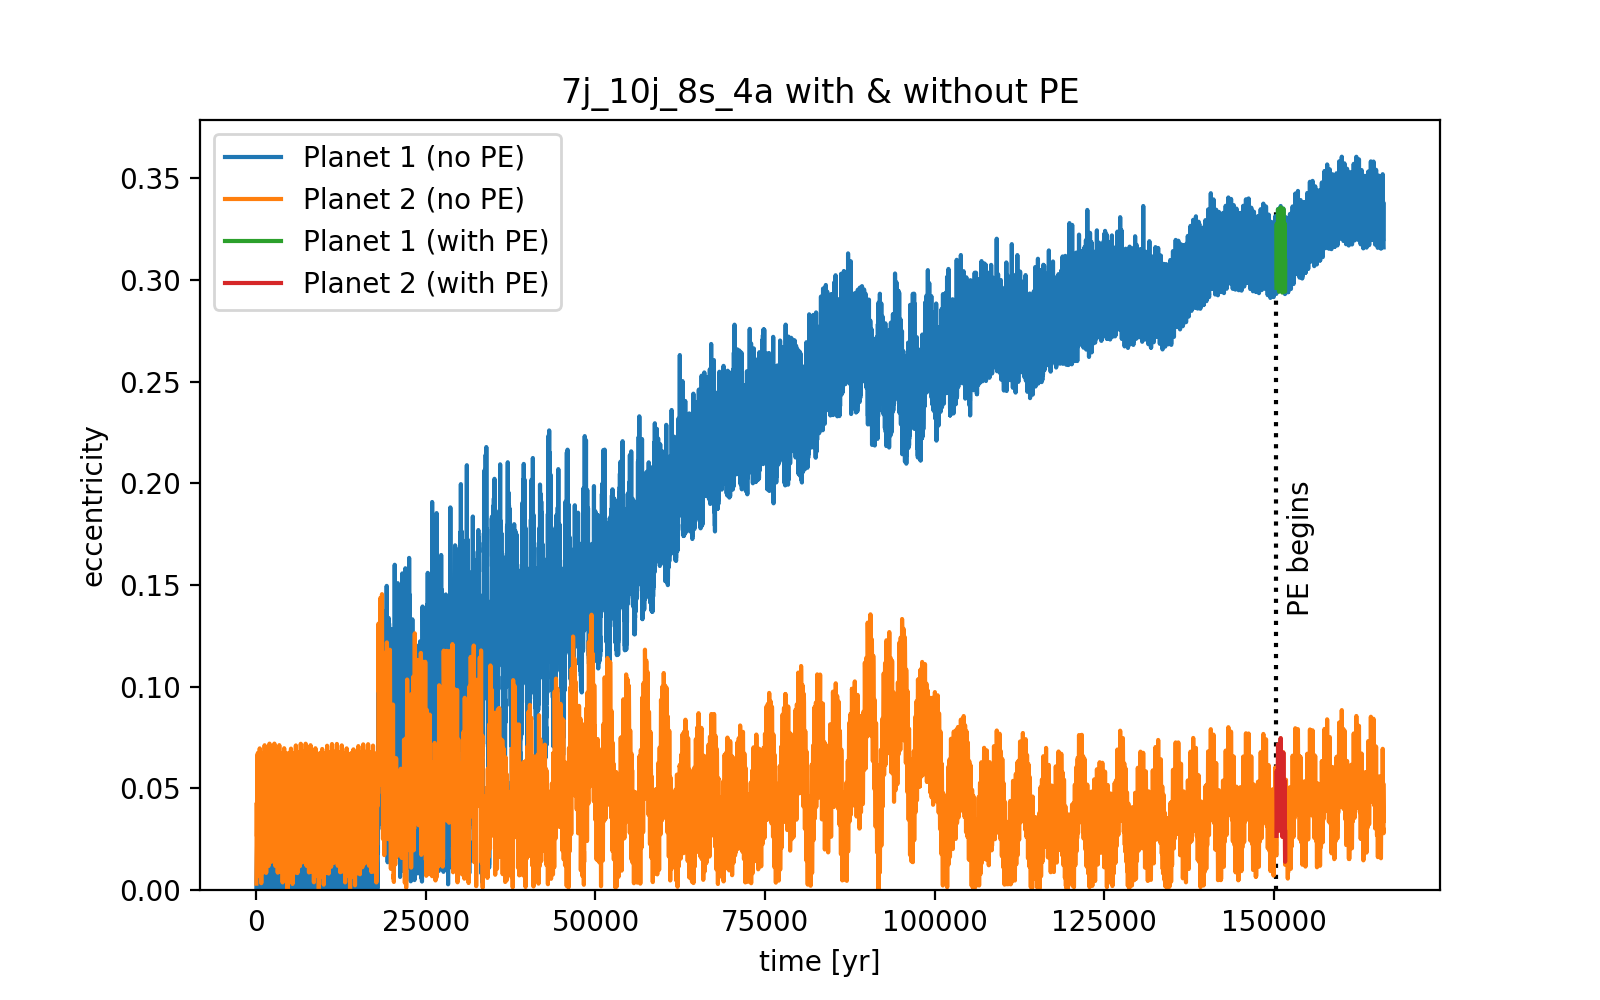 7j_10j_8s_4a with & without PE
Planet 1 (no PE)
Planet 2 (no PE)
Planet 1 (with PE)
Planet 2 (with PE)
0.35
0.30
0.25
0.20
0.15
0.10
0.05
0.00
eccentricity
PE begins
0
25000
50000
75000
100000
125000
150000
time [yr]